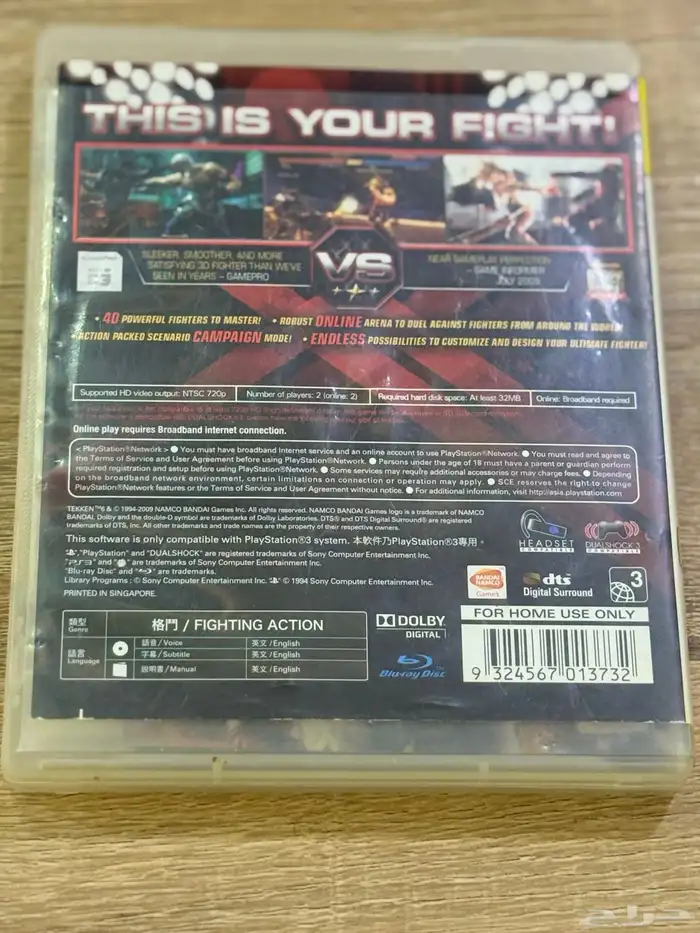 THIS IS YOUR FIGHT!
SLEEKER, SMOOTHER, AND MORE
SATISFYING 3D FIGHTER THAN WE'VE
SEEN IN YEARS – GAMEPRO
VS
NEAR GAMEPLAY PERFECTION
– GAME INFORMER
JULY 2009
• 40 POWERFUL FIGHTERS TO MASTER! • ROBUST ONLINE ARENA TO DUEL AGAINST FIGHTERS FROM AROUND THE WORLD!
• ACTION PACKED SCENARIO CAMPAIGN MODE! • ENDLESS POSSIBILITIES TO CUSTOMIZE AND DESIGN YOUR ULTIMATE FIGHTER!
Supported HD video output: NTSC 720p Number of players: 2 (online: 2) Required hard disk space: At least 32MB Online: Broadband required
Online play requires Broadband internet connection.
< PlayStation®Network > ● You must have broadband Internet service and an online account to use PlayStation®Network. ● You must read and agree to
the Terms of Service and User Agreement before using PlayStation®Network. ● Persons under the age of 18 must have a parent or guardian perform
required registration and setup before using PlayStation®Network. ● Some services may require additional accessories or may charge fees. ● Depending
on the broadband network environment, certain limitations on connection or operation may apply. ● SCE reserves the right to change
PlayStation®Network features or the Terms of Service and User Agreement without notice. ● For additional information, visit http://asia.playstation.com
TEKKEN™6 & © 1994-2009 NAMCO BANDAI Games Inc. All rights reserved. NAMCO BANDAI Games logo is a trademark of NAMCO
BANDAI. Dolby and the double-D symbol are trademarks of Dolby Laboratories. DTS® and DTS Digital Surround® are registered
trademarks of DTS, Inc. All other trademarks and trade names are the property of their respective owners.
This software is only compatible with PlayStation®3 system. 本軟件乃PlayStation®3專用。
"PlayStation" and "DUALSHOCK" are registered trademarks of Sony Computer Entertainment Inc.
"PS3" and " " are trademarks of Sony Computer Entertainment Inc.
"Blu-ray Disc" and " " are trademarks.
Library Programs : © Sony Computer Entertainment Inc. © 1994 Sony Computer Entertainment Inc.
PRINTED IN SINGAPORE.
HEADSET
COMPATIBLE
DUALSHOCK 3
COMPATIBLE
BANDAI
NAMCO
Games
dts
Digital Surround
3
類型
Genre
格鬥 / FIGHTING ACTION
語言
Language
語音/Voice 英文/English
字幕/Subtitle 英文/English
說明書/Manual 英文/English
DOLBY
DIGITAL
Blu-ray Disc
FOR HOME USE ONLY
9 324567 013732
حراج